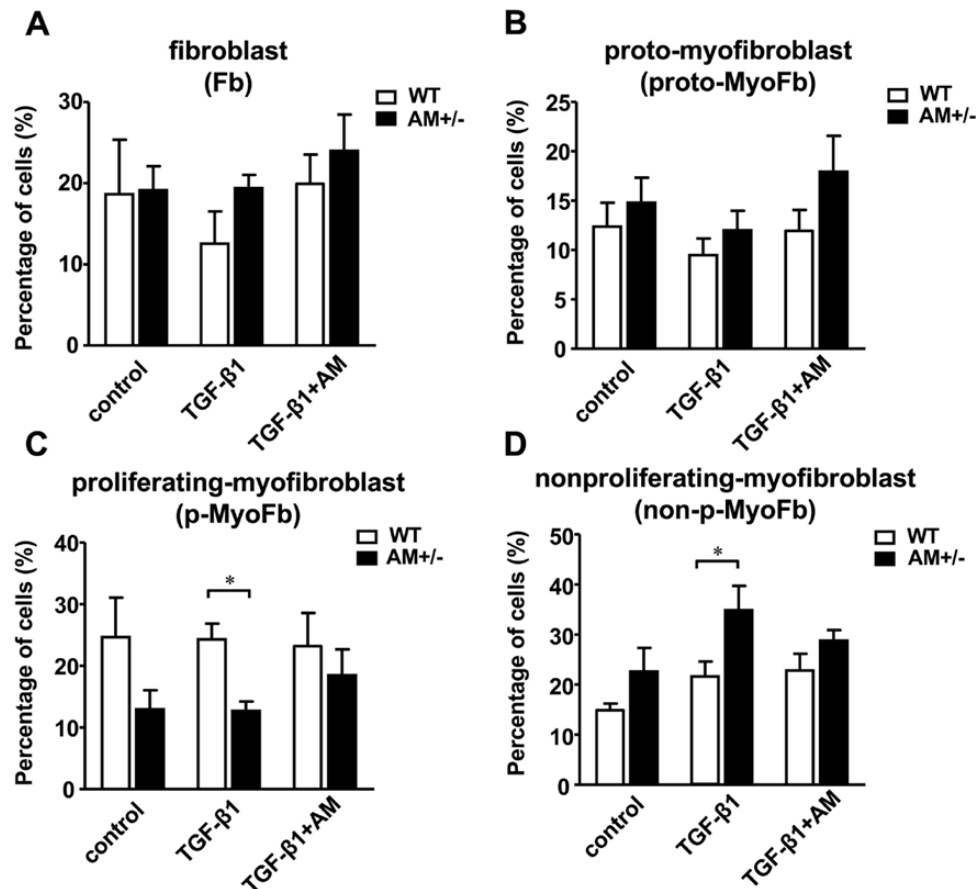 A
fibroblast
(Fb)
WT
AM+/-
Percentage of cells (%)
30
20
10
0
control
TGF-β1
TGF-β1+AM
B
proto-myofibroblast
(proto-MyoFb)
WT
AM+/-
Percentage of cells (%)
25
20
15
10
5
0
control
TGF-β1
TGF-β1+AM
C
proliferating-myofibroblast
(p-MyoFb)
WT
AM+/-
Percentage of cells (%)
40
30
20
10
0
*
control
TGF-β1
TGF-β1+AM
D
nonproliferating-myofibroblast
(non-p-MyoFb)
WT
AM+/-
Percentage of cells (%)
50
40
30
20
10
0
*
control
TGF-β1
TGF-β1+AM